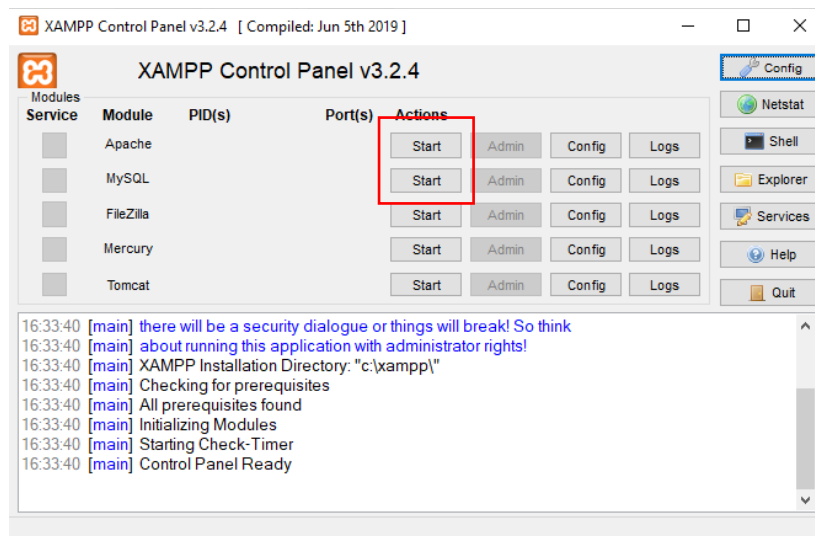 XAMPP Control Panel v3.2.4 [ Compiled: Jun 5th 2019 ]
XAMPP Control Panel v3.2.4
Config
Modules
Service Module PID(s) Port(s) Actions
Netstat
Apache Start Admin Config Logs
Shell
MySQL Start Admin Config Logs
Explorer
FileZilla Start Admin Config Logs
Services
Mercury Start Admin Config Logs
Help
Tomcat Start Admin Config Logs
Quit
16:33:40 [main] there will be a security dialogue or things will break! So think
16:33:40 [main] about running this application with administrator rights!
16:33:40 [main] XAMPP Installation Directory: "c:\xampp\"
16:33:40 [main] Checking for prerequisites
16:33:40 [main] All prerequisites found
16:33:40 [main] Initializing Modules
16:33:40 [main] Starting Check-Timer
16:33:40 [main] Control Panel Ready